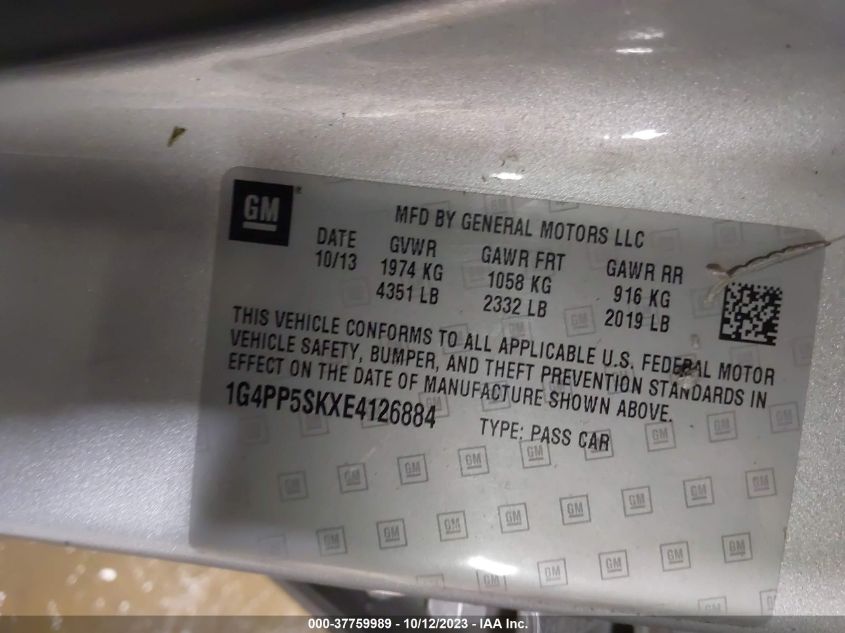 GM
MFD BY GENERAL MOTORS LLC
DATE GVWR GAWR FRT GAWR RR
10/13 1974 KG 1058 KG 916 KG
4351 LB 2332 LB 2019 LB
THIS VEHICLE CONFORMS TO ALL APPLICABLE U.S. FEDERAL MOTOR
VEHICLE SAFETY, BUMPER, AND THEFT PREVENTION STANDARDS IN
EFFECT ON THE DATE OF MANUFACTURE SHOWN ABOVE.
1G4PP5SKXE4126884 TYPE: PASS CAR
000-37759989 - 10/12/2023 - IAA Inc.